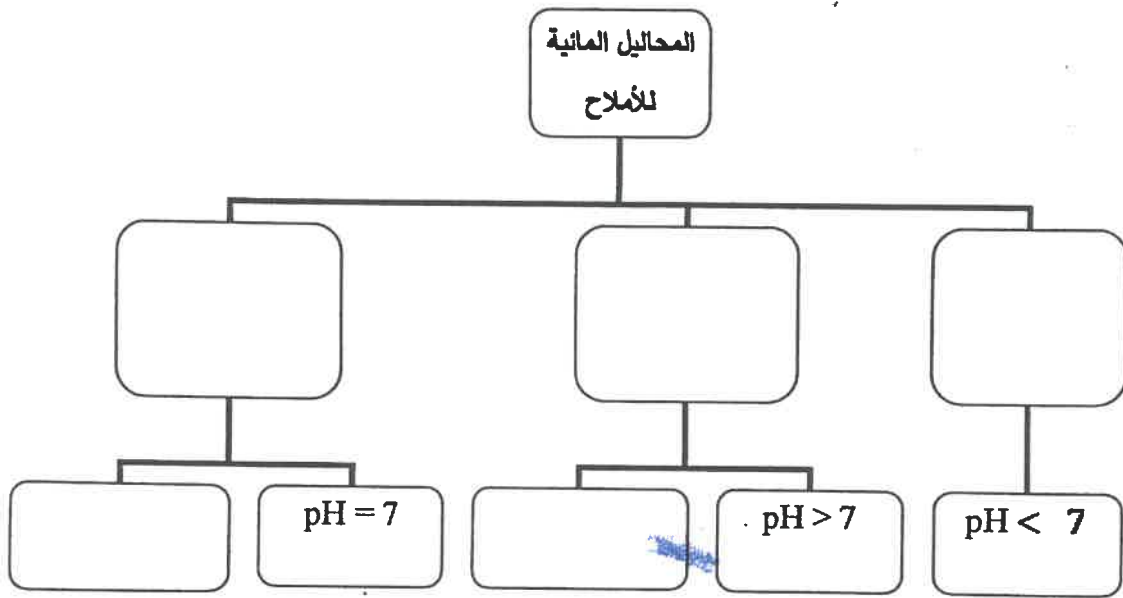 المحاليل المائية
للأملاح
pH = 7
pH > 7
pH < 7